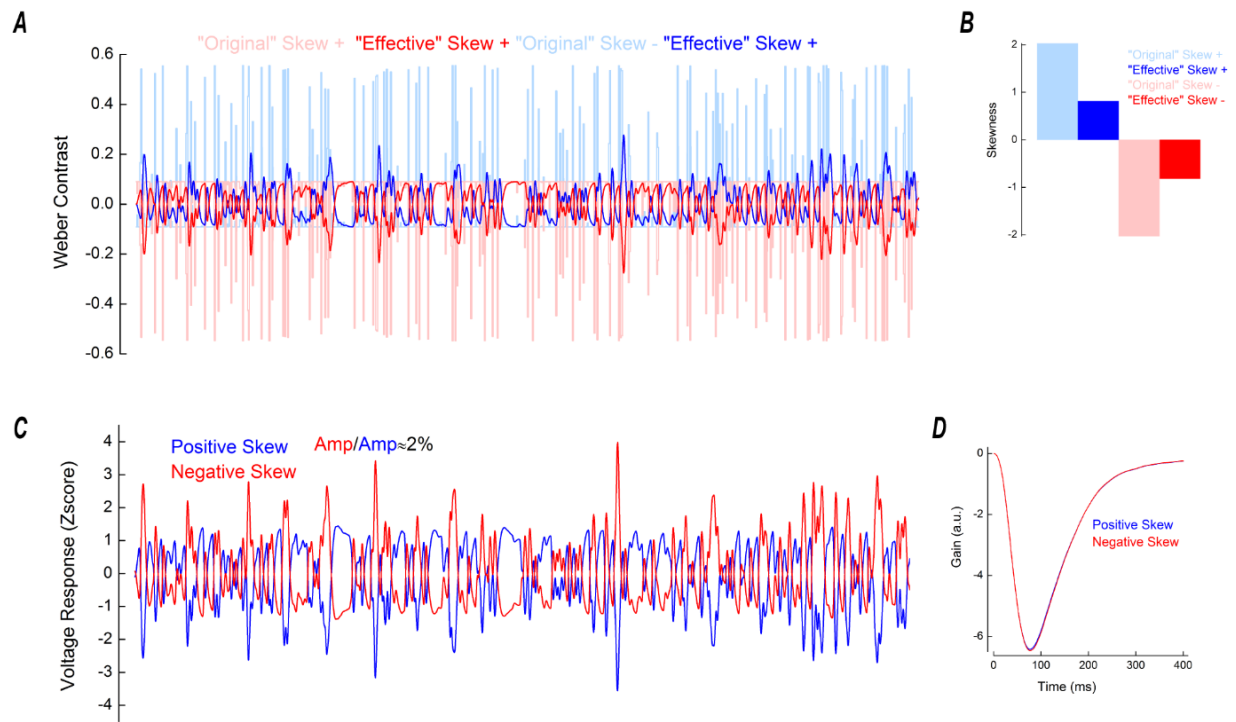 A
"Original" Skew + "Effective" Skew + "Original" Skew - "Effective" Skew +
0.6
0.4
0.2
0.0
-0.2
-0.4
-0.6
Weber Contrast
B
2
1
0
-1
-2
Skewness
"Original" Skew +
"Effective" Skew +
"Original" Skew -
"Effective" Skew -
C
Positive Skew
Negative Skew
Amp/Amp≈2%
4
3
2
1
0
-1
-2
-3
-4
Voltage Response (Zscore)
D
0
-2
-4
-6
Gain (a.u.)
Positive Skew
Negative Skew
0 100 200 300 400
Time (ms)